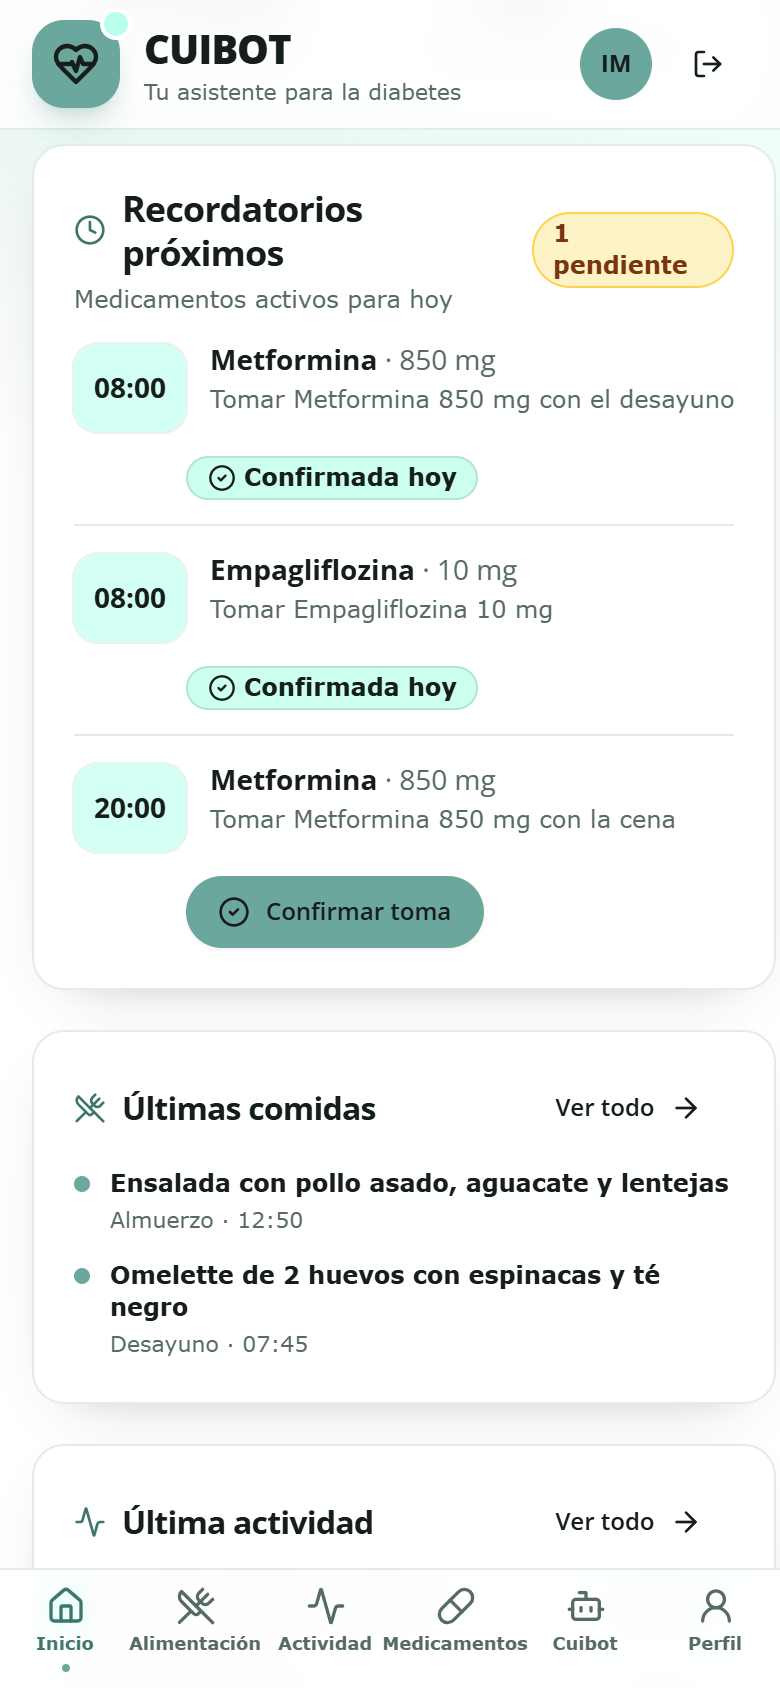 CUIBOT
Tu asistente para la diabetes
IM
Recordatorios
próximos
1
pendiente
Medicamentos activos para hoy
08:00
Metformina · 850 mg
Tomar Metformina 850 mg con el desayuno
Confirmada hoy
08:00
Empagliflozina · 10 mg
Tomar Empagliflozina 10 mg
Confirmada hoy
20:00
Metformina · 850 mg
Tomar Metformina 850 mg con la cena
Confirmar toma
Últimas comidas
Ver todo
Ensalada con pollo asado, aguacate y lentejas
Almuerzo · 12:50
Omelette de 2 huevos con espinacas y té
negro
Desayuno · 07:45
Última actividad
Ver todo
Inicio
Alimentación
Actividad
Medicamentos
Cuibot
Perfil